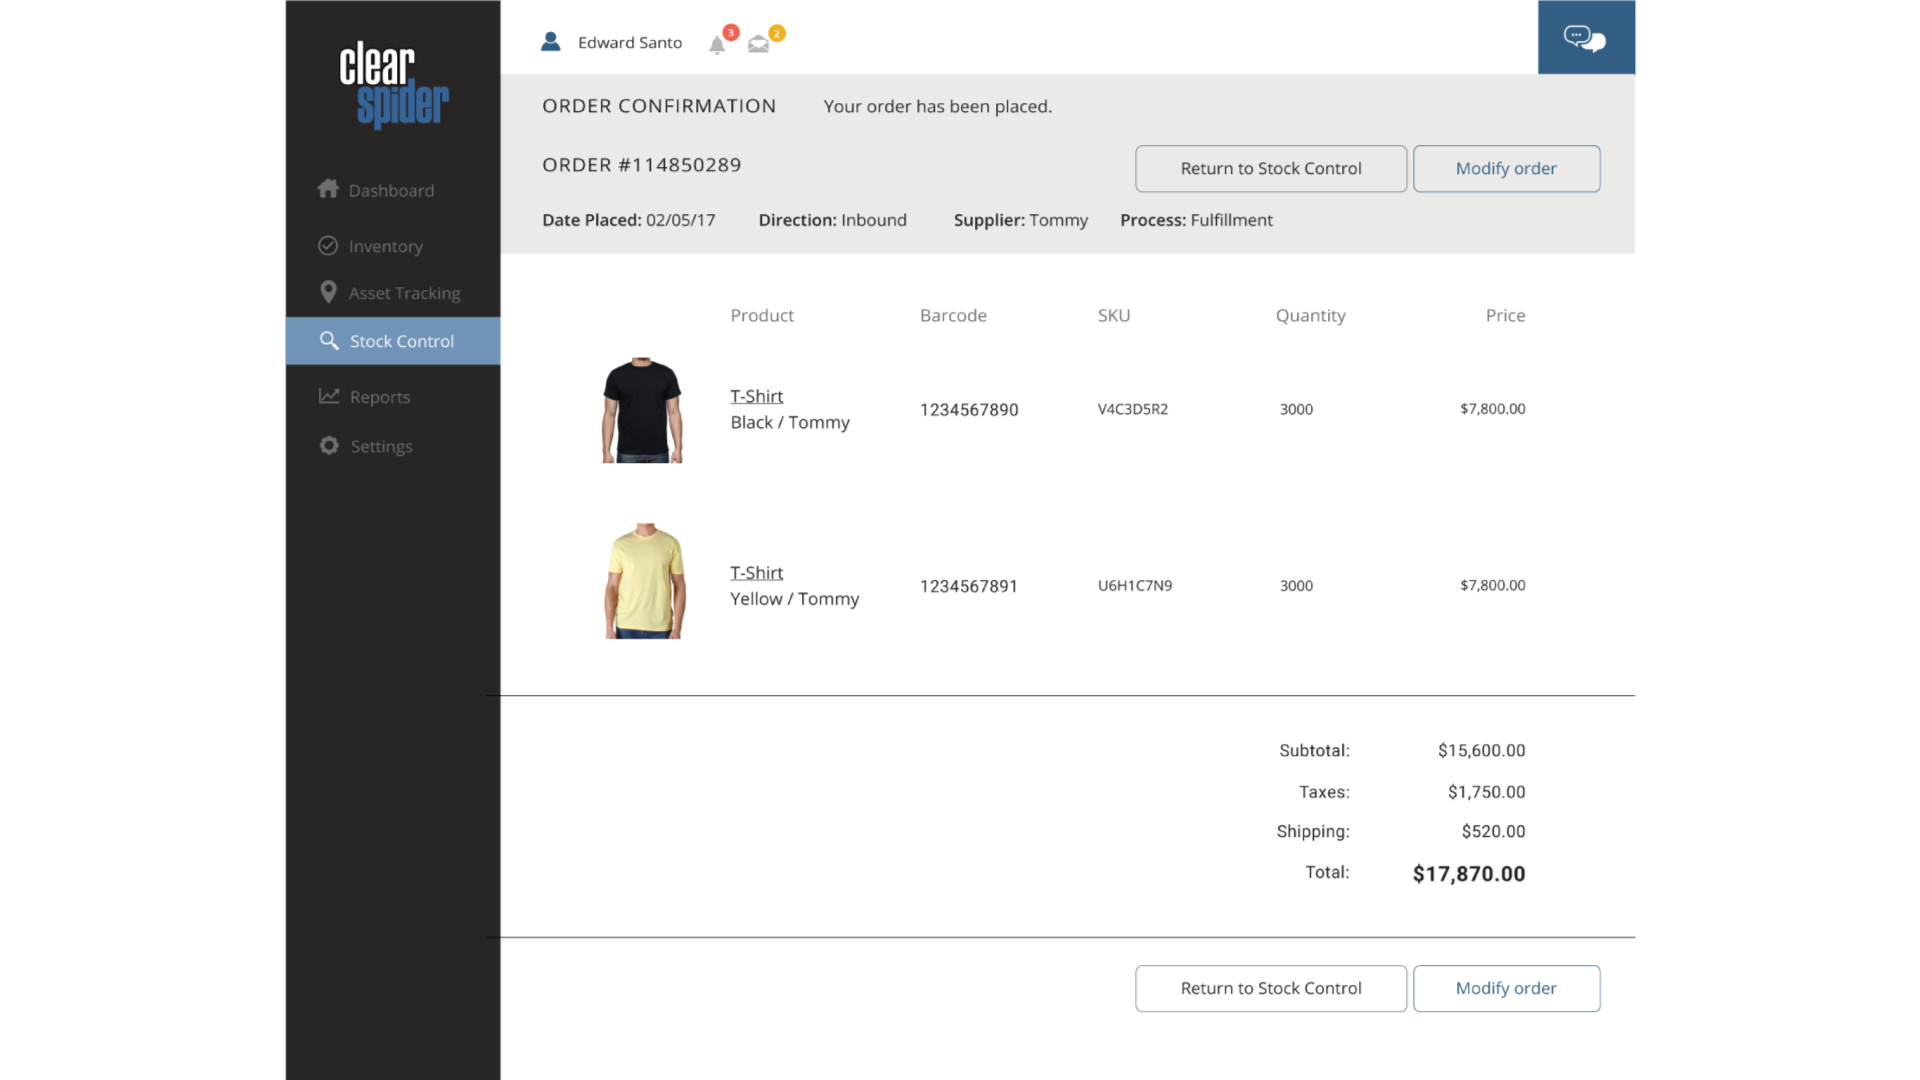 clear
spider
Dashboard
Inventory
Asset Tracking
Stock Control
Reports
Settings
Edward Santo 3 2
ORDER CONFIRMATION Your order has been placed.
ORDER #114850289
Return to Stock Control Modify order
Date Placed: 02/05/17 Direction: Inbound Supplier: Tommy Process: Fulfillment
Product Barcode SKU Quantity Price
T-Shirt
Black / Tommy 1234567890 V4C3D5R2 3000 $7,800.00
T-Shirt
Yellow / Tommy 1234567891 U6H1C7N9 3000 $7,800.00
Subtotal: $15,600.00
Taxes: $1,750.00
Shipping: $520.00
Total: $17,870.00
Return to Stock Control Modify order